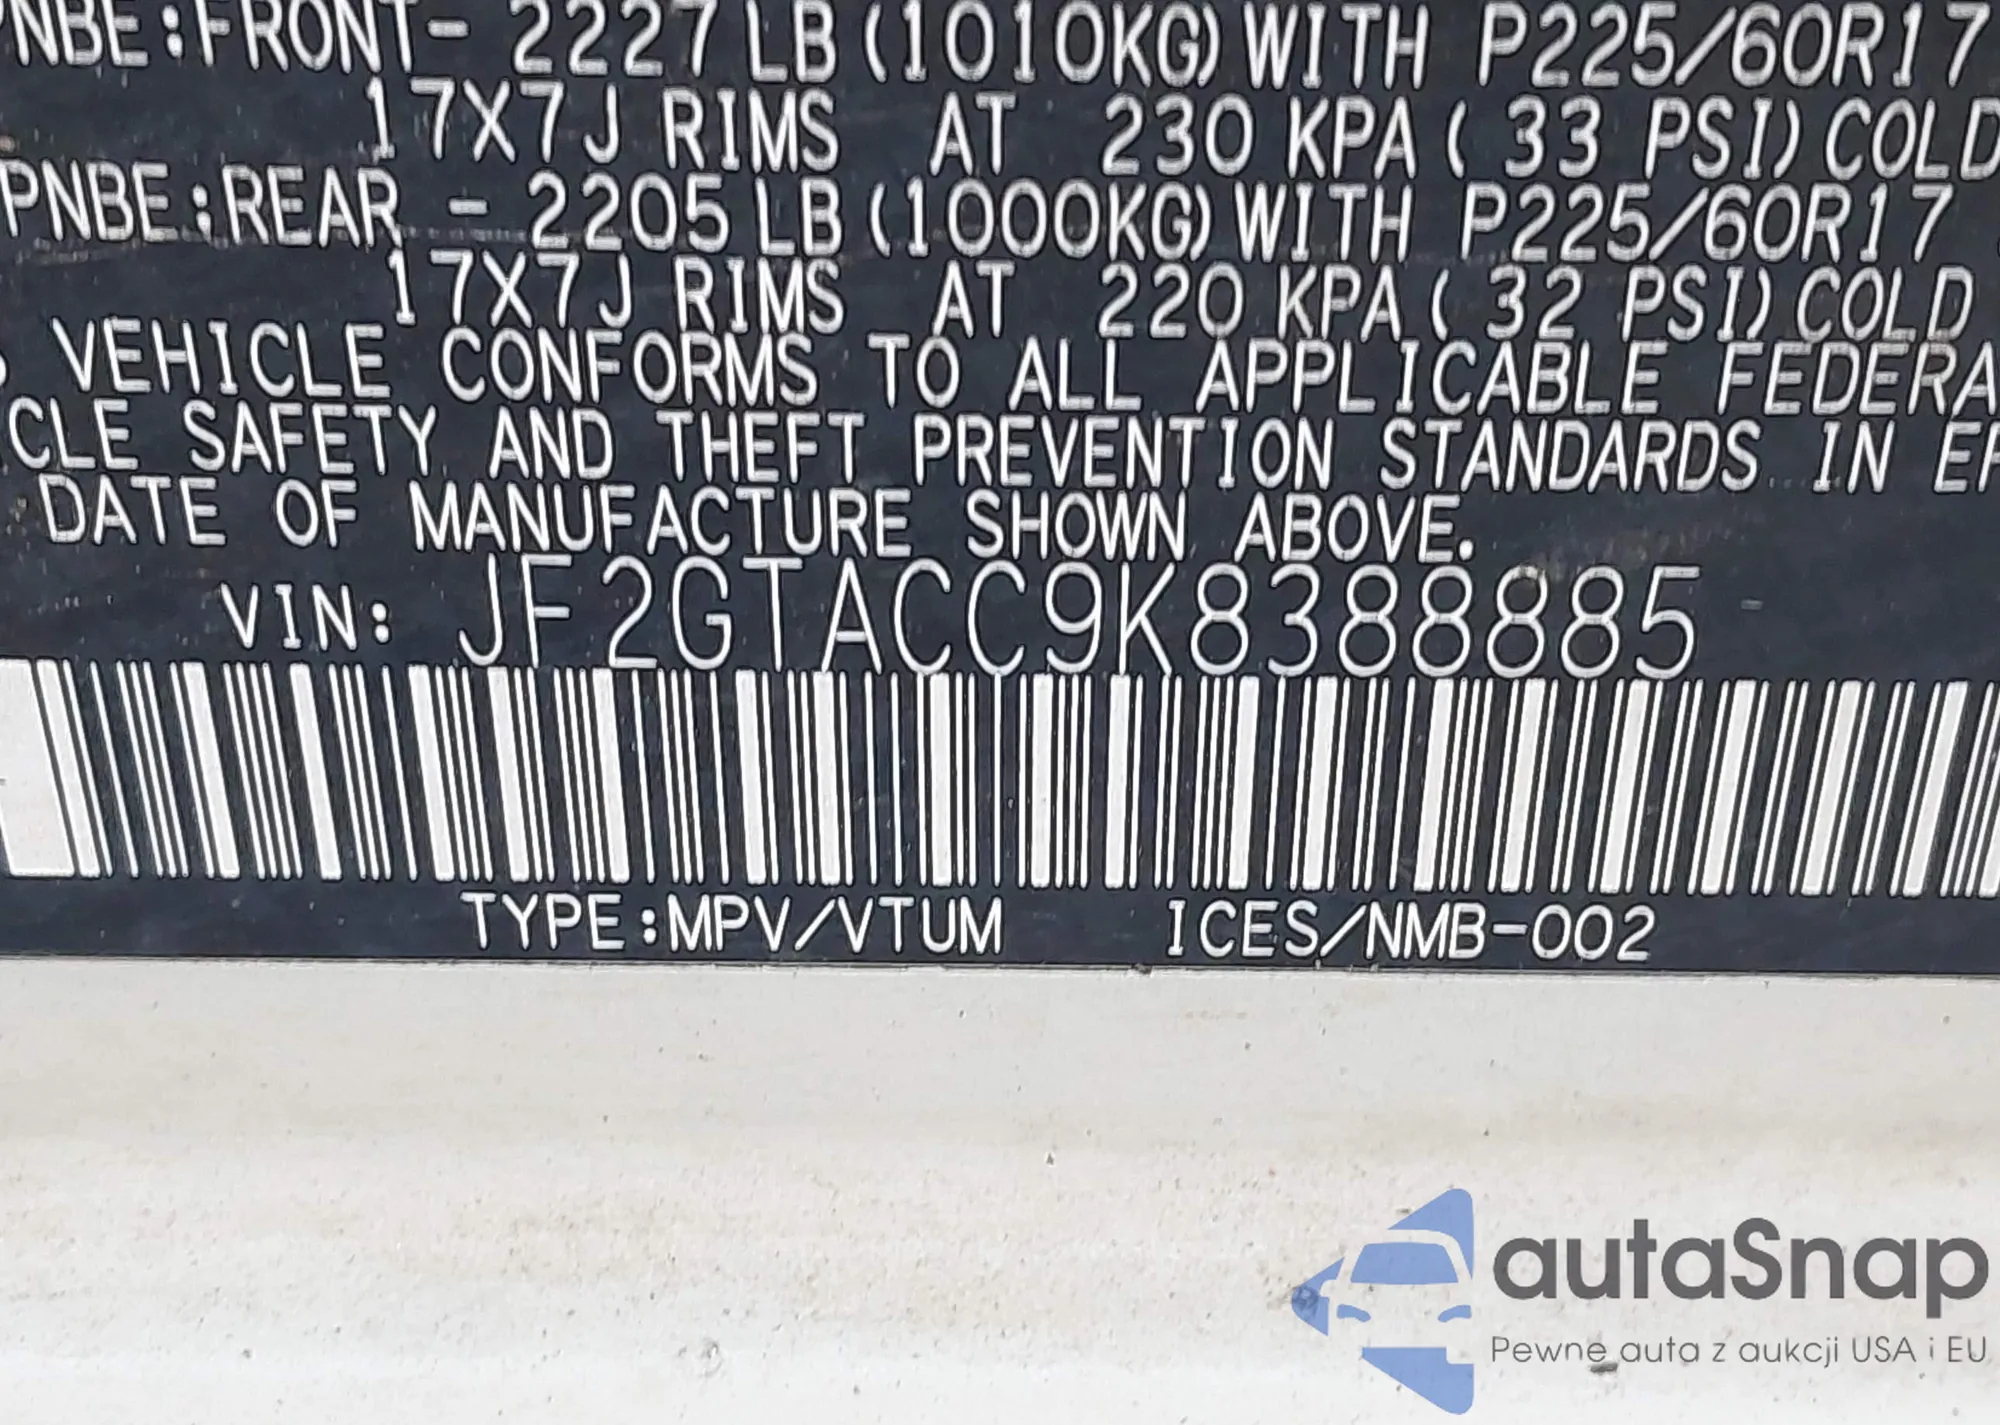 PNBE:FRONT- 2227 LB (1010KG) WITH P225/60R17
17X7J RIMS AT 230 KPA ( 33 PSI) COLD
PNBE:REAR - 2205 LB (1000KG) WITH P225/60R17
17X7J RIMS AT 220 KPA ( 32 PSI) COLD
VEHICLE CONFORMS TO ALL APPLICABLE FEDERA
CLE SAFETY AND THEFT PREVENTION STANDARDS IN EF
DATE OF MANUFACTURE SHOWN ABOVE.
VIN: JF2GTACC9K8388885
TYPE:MPV/VTUM ICES/NMB-002
autaSnap
Pewne auta z aukcji USA i EU